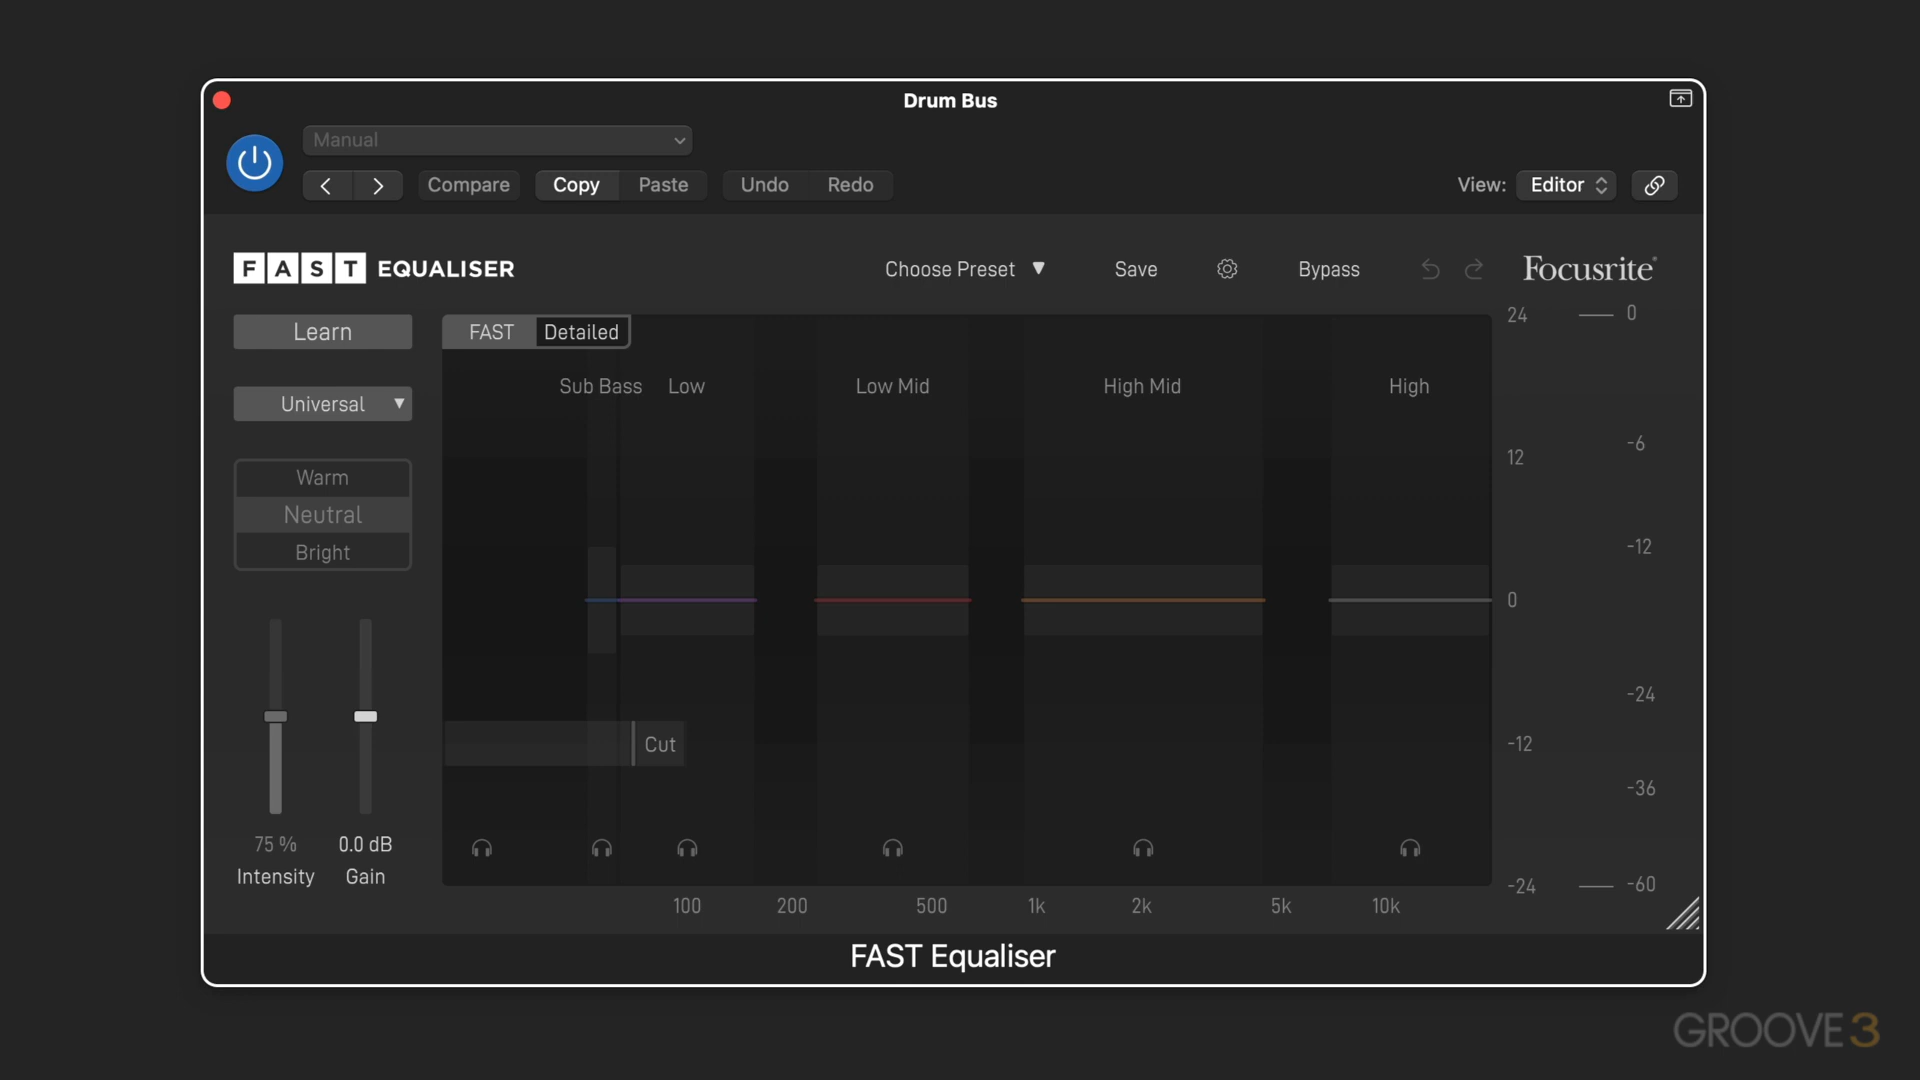 Drum Bus
Manual
Compare Copy Paste Undo Redo View: Editor
FAST EQUALISER Choose Preset Save Bypass Focusrite
Learn FAST Detailed 24 0
Sub Bass Low Low Mid High Mid High
Universal
-6
12
Warm
Neutral
Bright
-12
0
-24
Cut -12
-36
75 % 0.0 dB
Intensity Gain -24 -60
100 200 500 1k 2k 5k 10k
FAST Equaliser
GROOVE3